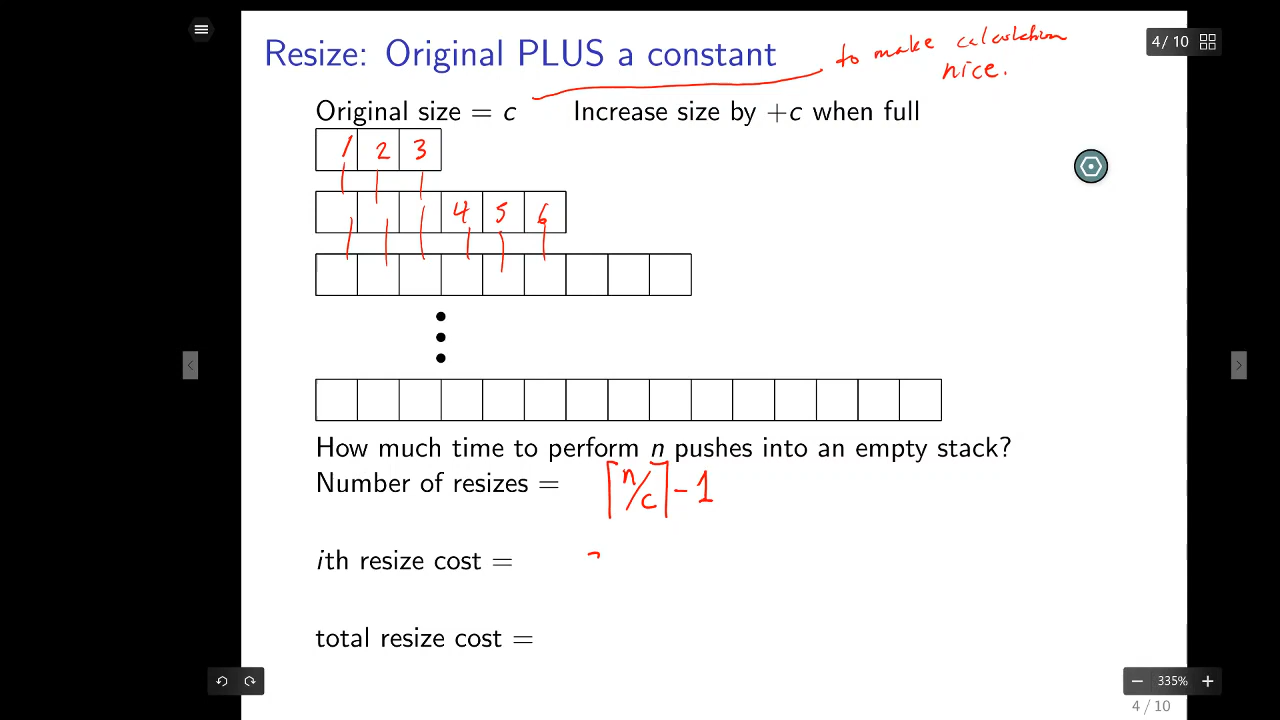 4 / 10
Resize: Original PLUS a constant
to make calculation
nice.
Original size = c Increase size by +c when full
1 2 3
4 5 6
How much time to perform n pushes into an empty stack?
Number of resizes = ⌈n/c⌉ - 1
ith resize cost =
total resize cost =
335%
4 / 10